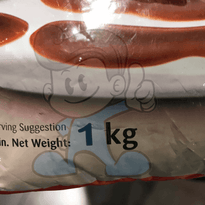 rving Suggestion
n. Net Weight: 1 kg